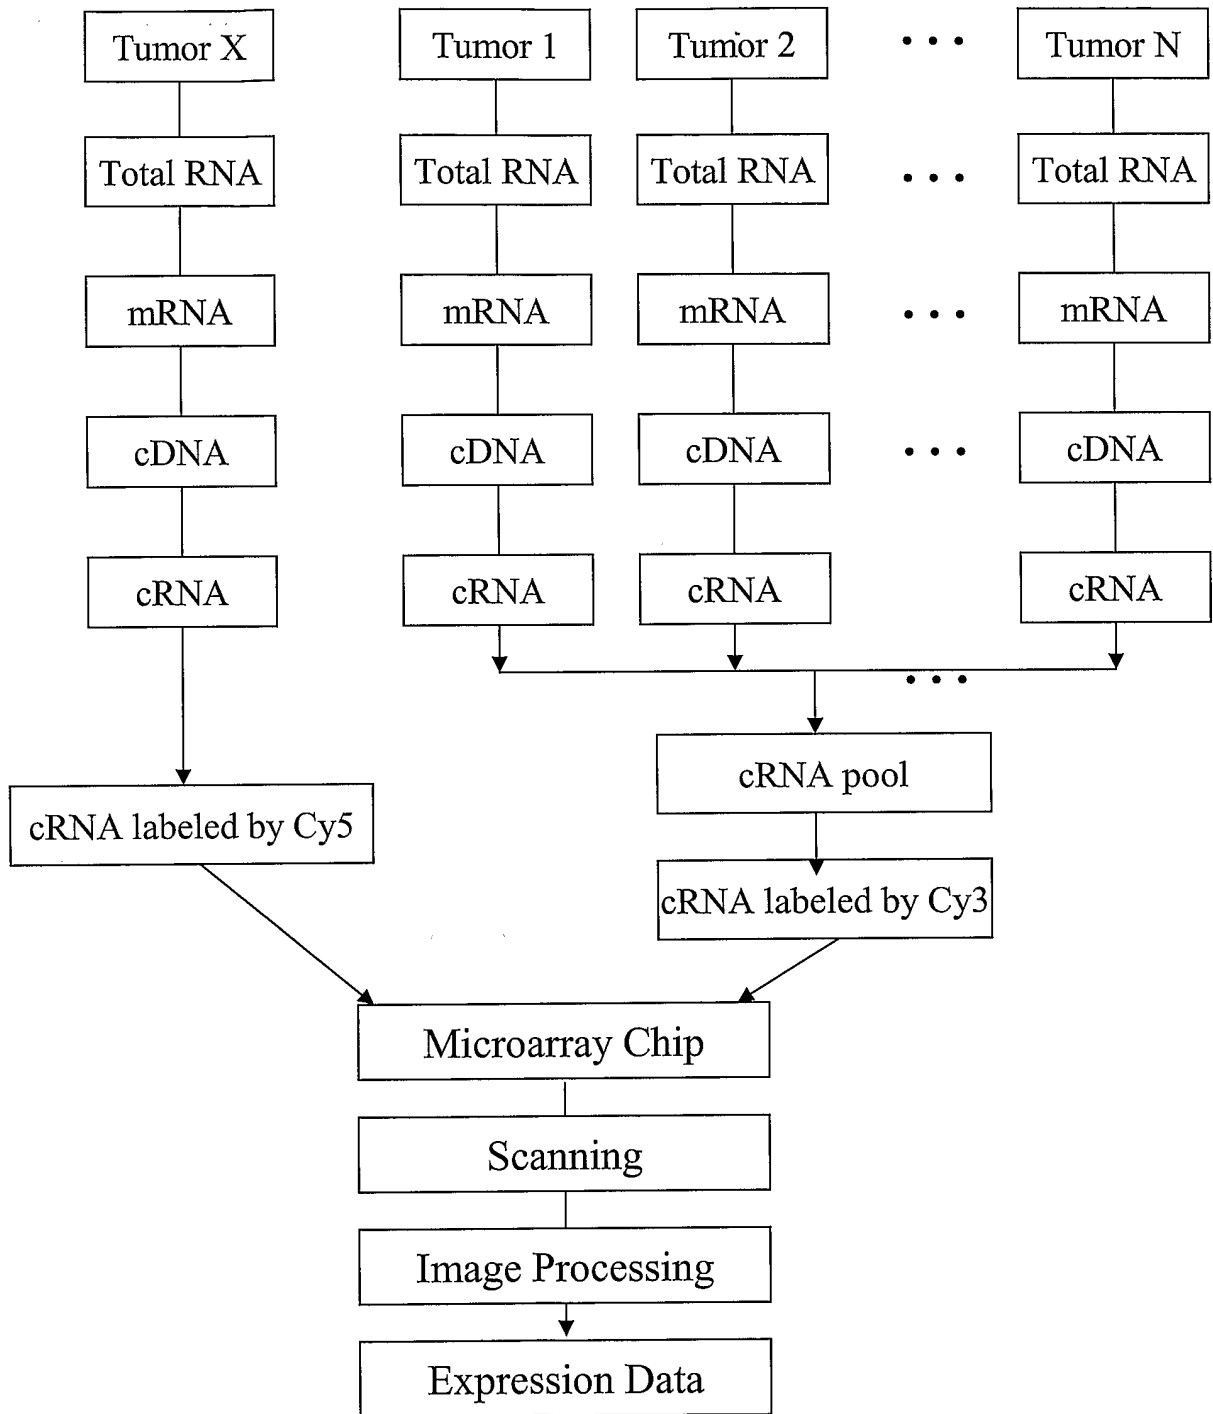 Tumor X Tumor 1 Tumor 2 • • • Tumor N
Total RNA Total RNA Total RNA • • • Total RNA
mRNA mRNA mRNA • • • mRNA
cDNA cDNA cDNA • • • cDNA
cRNA cRNA cRNA cRNA
• • •
cRNA pool
cRNA labeled by Cy5
cRNA labeled by Cy3
Microarray Chip
Scanning
Image Processing
Expression Data